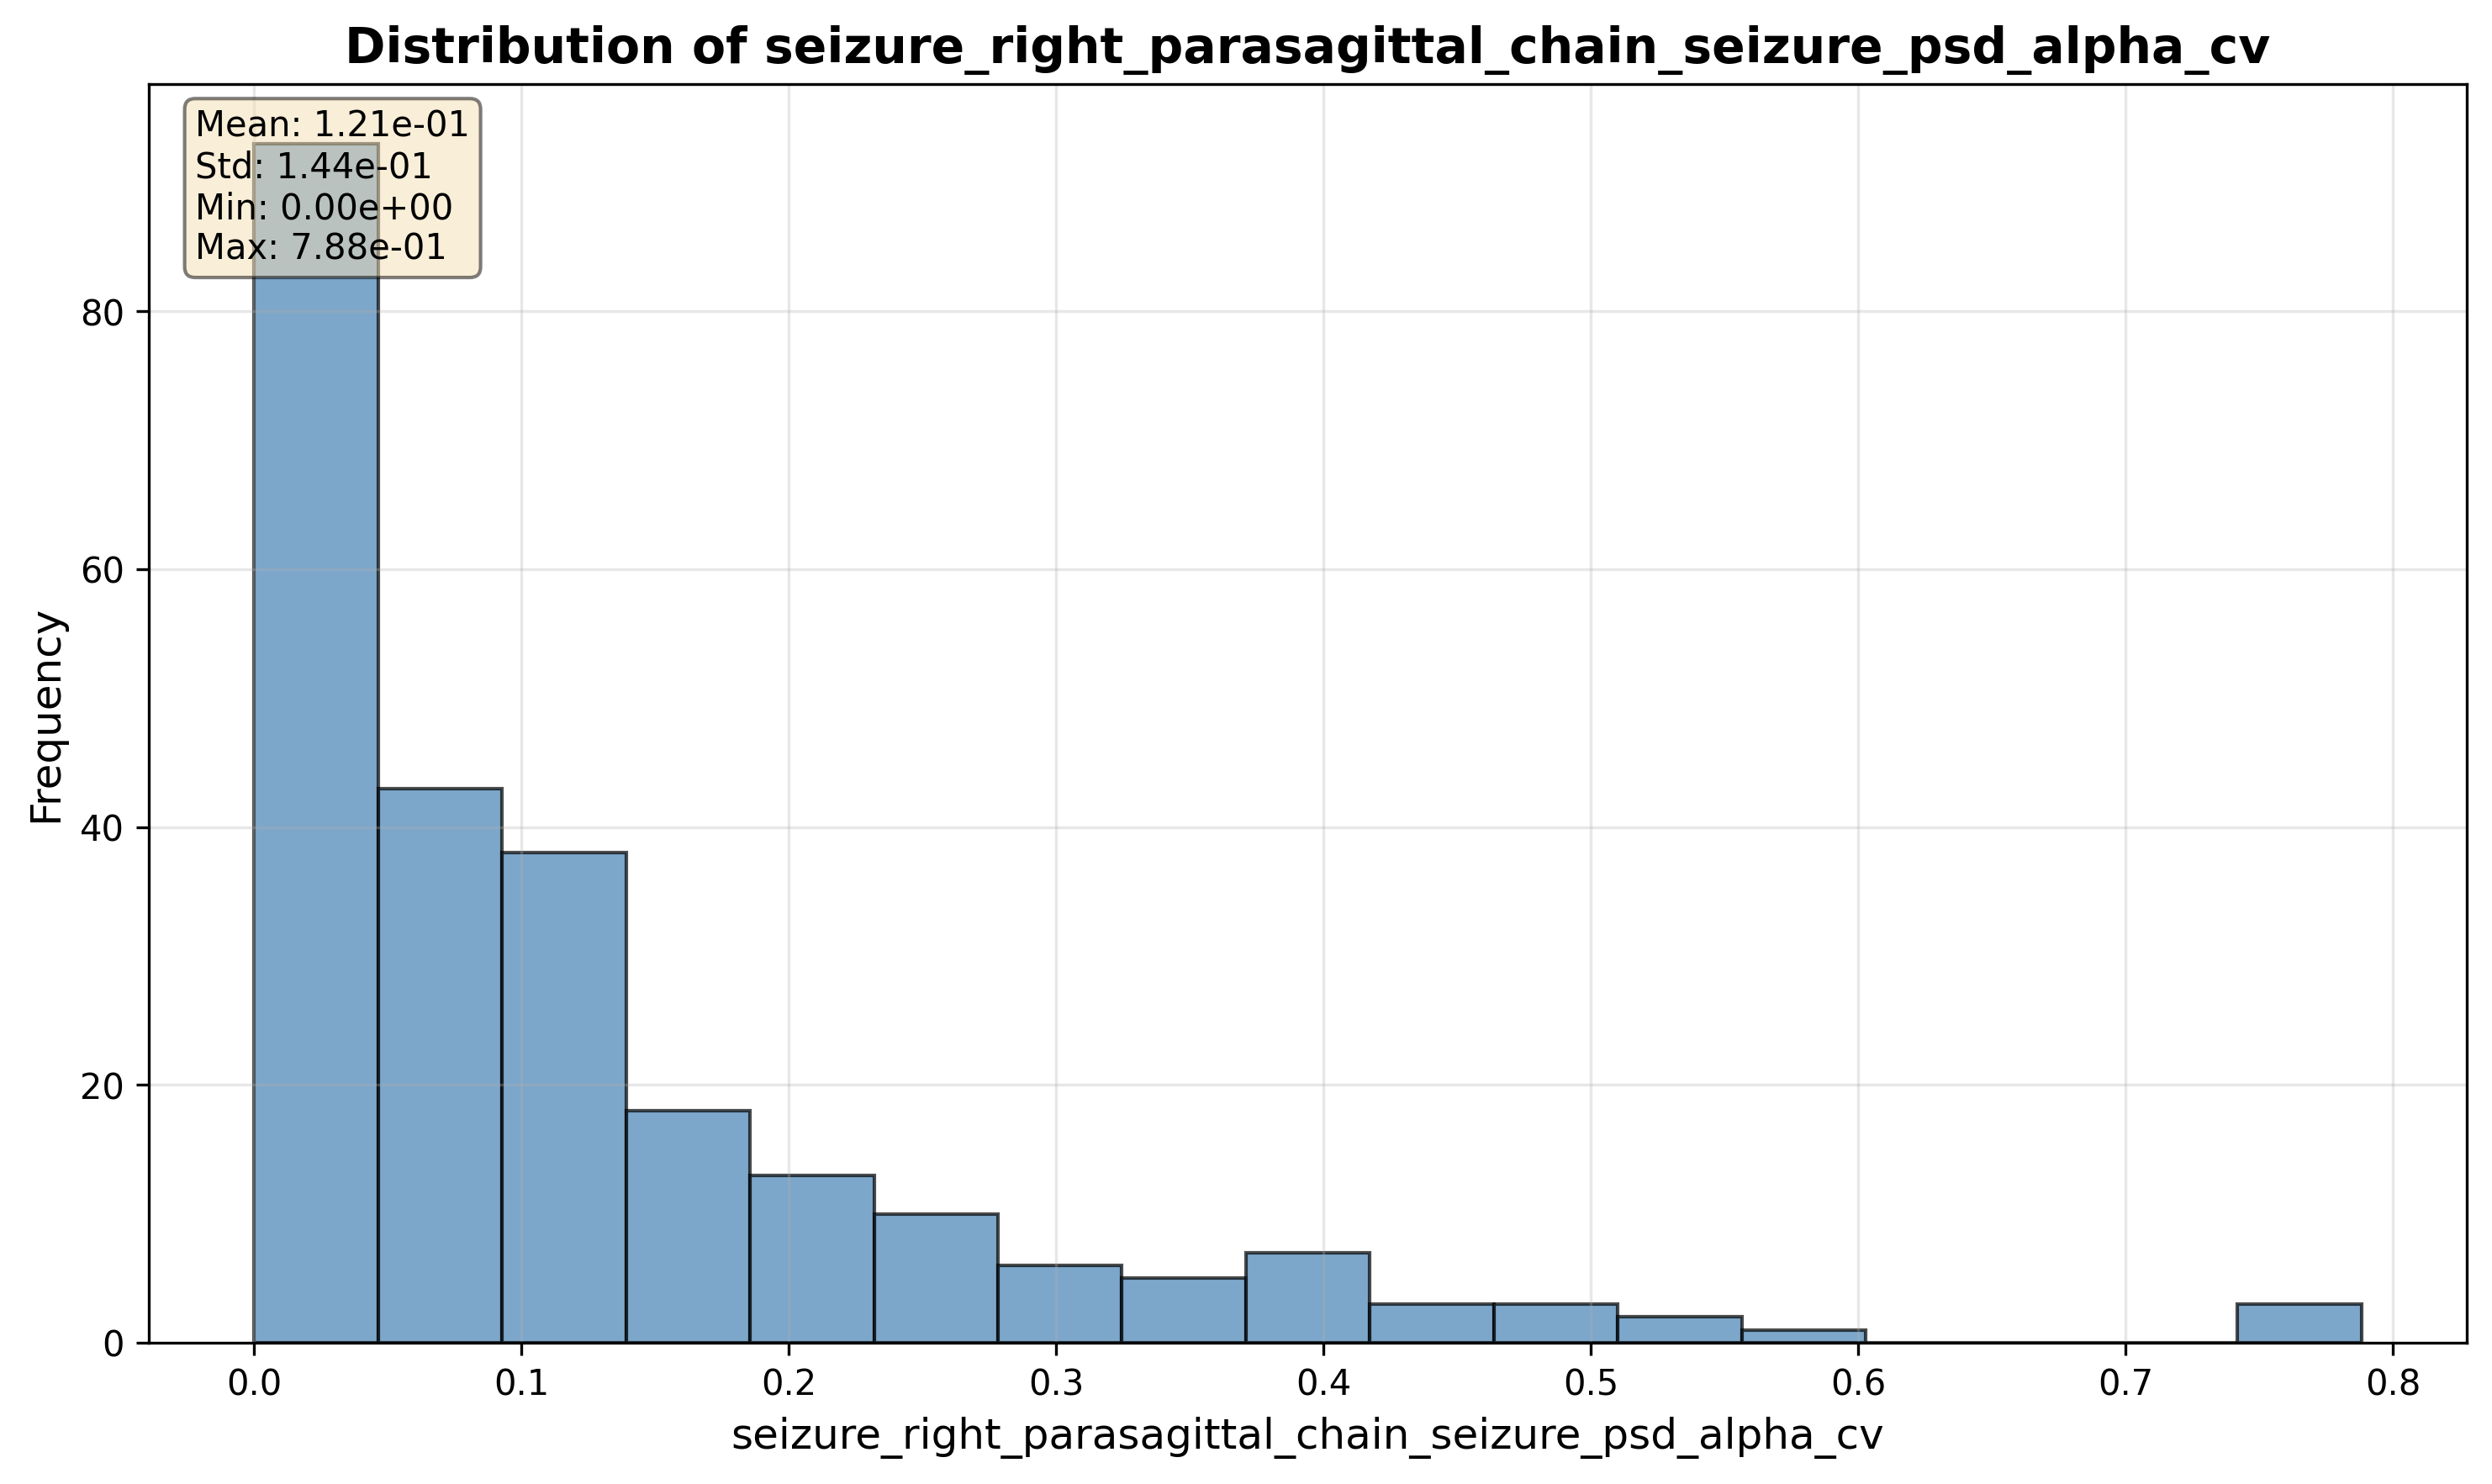 Distribution of seizure_right_parasagittal_chain_seizure_psd_alpha_cv
Mean: 1.21e-01
Std: 1.44e-01
Min: 0.00e+00
Max: 7.88e-01
80
60
40
20
0
Frequency
0.0 0.1 0.2 0.3 0.4 0.5 0.6 0.7 0.8
seizure_right_parasagittal_chain_seizure_psd_alpha_cv